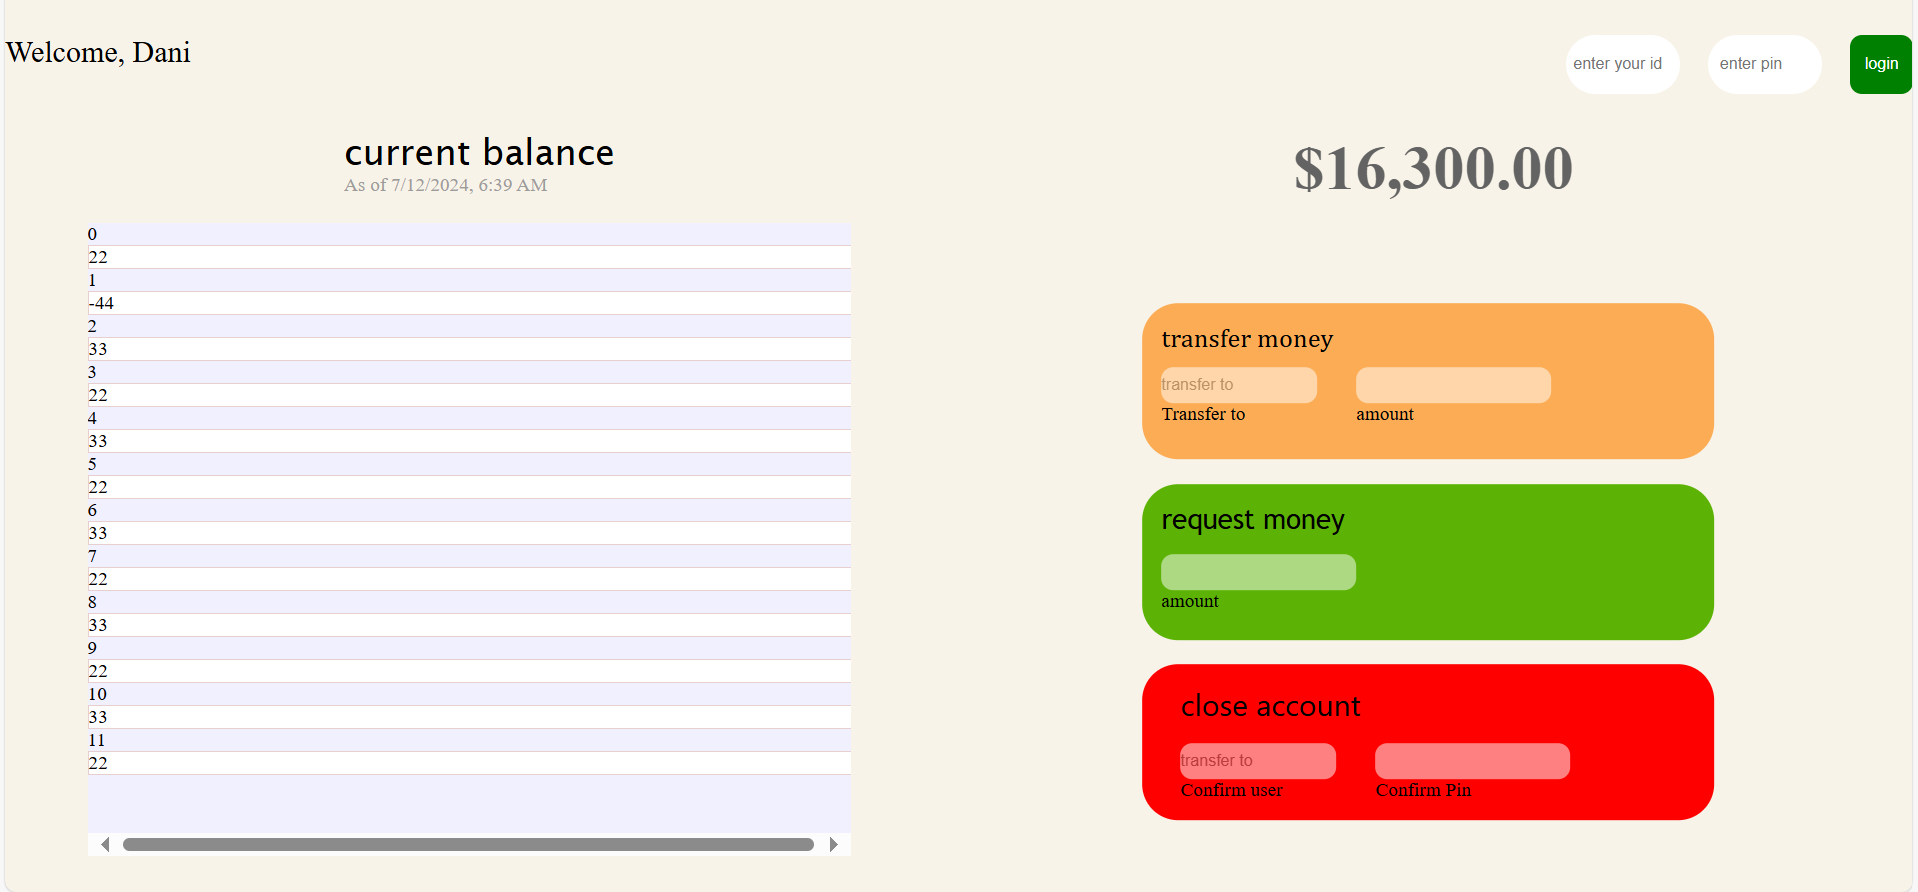 Welcome, Dani
enter your id
enter pin
login
current balance
As of 7/12/2024, 6:39 AM
$16,300.00
0
22
1
-44
2
33
3
22
4
33
5
22
6
33
7
22
8
33
9
22
10
33
11
22
transfer money
transfer to
Transfer to
amount
request money
amount
close account
transfer to
Confirm user
Confirm Pin